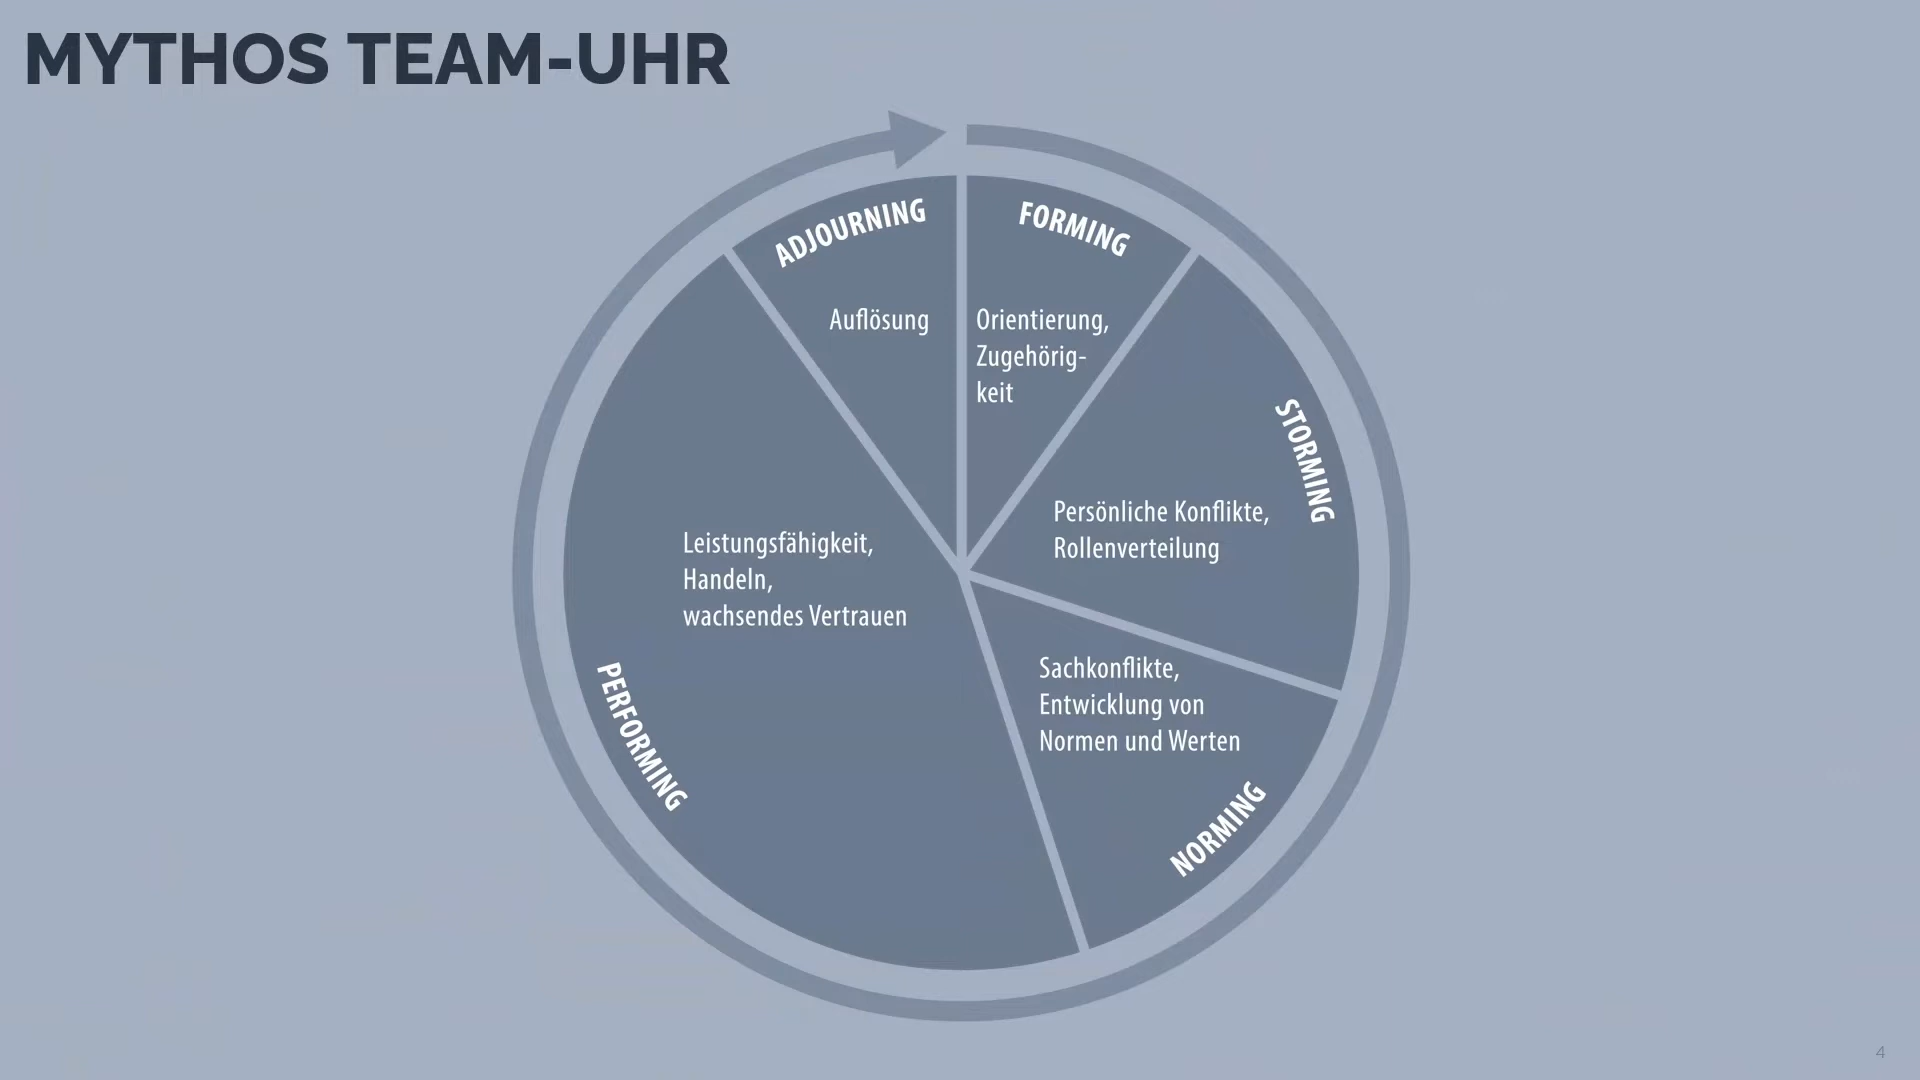 MYTHOS TEAM-UHR
FORMING
Orientierung,
Zugehörig-
keit
STORMING
Persönliche Konflikte,
Rollenverteilung
Sachkonflikte,
Entwicklung von
Normen und Werten
NORMING
Leistungsfähigkeit,
Handeln,
wachsendes Vertrauen
PERFORMING
ADJOURNING
Auflösung
4